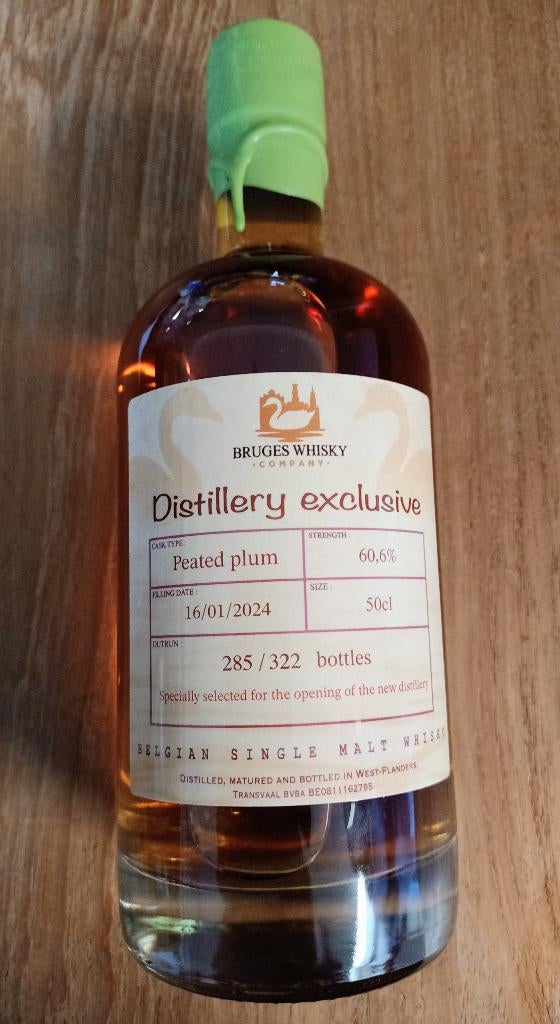 BRUGES WHISKY
·COMPANY·
Distillery exclusive
CASK TYPE :
Peated plum
STRENGTH :
60,6%
FILLING DATE :
16/01/2024
SIZE :
50cl
OUTRUN :
285 / 322 bottles
Specially selected for the opening of the new distillery
BELGIAN SINGLE MALT WHISKY
DISTILLED, MATURED AND BOTTLED IN WEST-FLANDERS,
TRANSVAAL BVBA BE0811162795